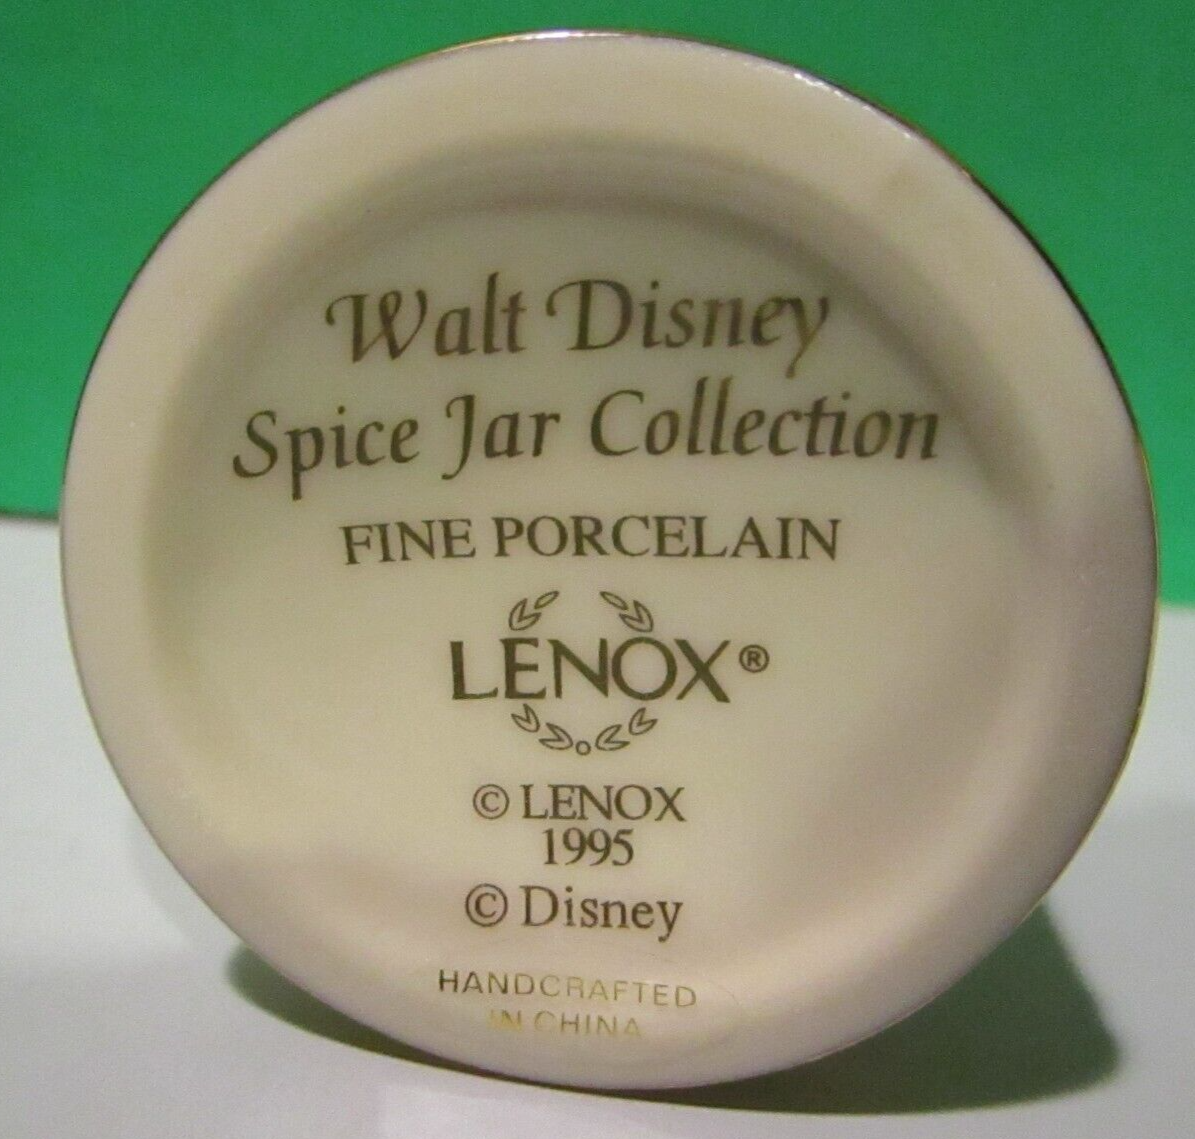 Walt Disney
Spice Jar Collection
FINE PORCELAIN
LENOX®
© LENOX
1995
© Disney
HANDCRAFTED
IN CHINA